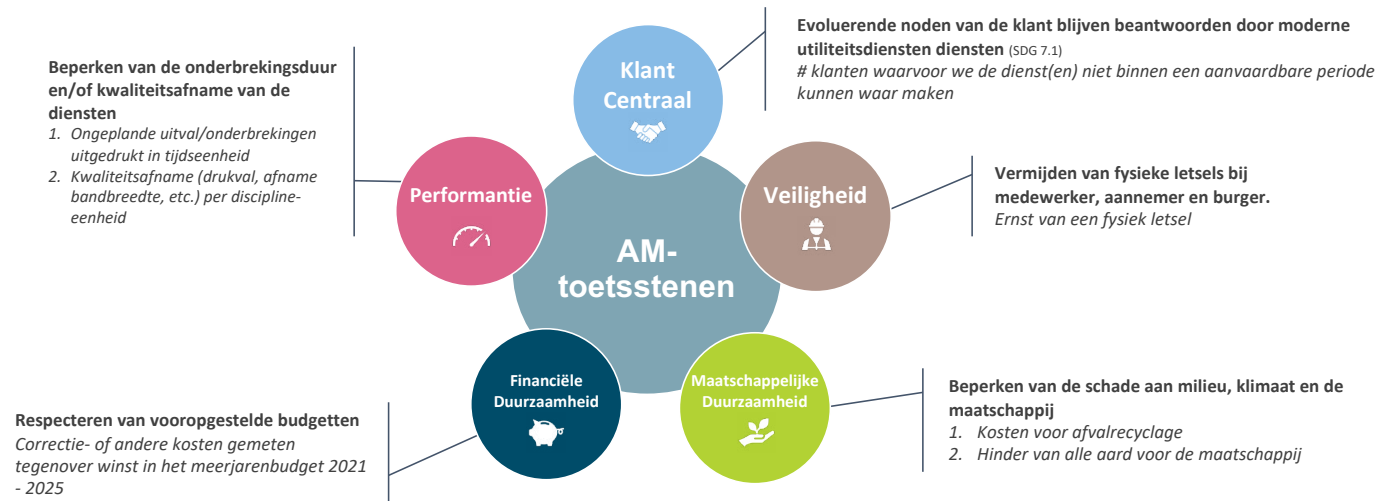 Evoluerende noden van de klant blijven beantwoorden door moderne
utiliteitsdiensten diensten (SDG 7.1)
# klanten waarvoor we de dienst(en) niet binnen een aanvaardbare periode
kunnen waar maken
Klant
Centraal
Beperken van de onderbrekingsduur
en/of kwaliteitsafname van de
diensten
1. Ongeplande uitval/onderbrekingen
uitgedrukt in tijdseenheid
2. Kwaliteitsafname (drukval, afname
bandbreedte, etc.) per discipline-
eenheid
Performantie
Veiligheid
Vermijden van fysieke letsels bij
medewerker, aannemer en burger.
Ernst van een fysiek letsel
AM-
toetsstenen
Financiële
Duurzaamheid
Maatschappelijke
Duurzaamheid
Respecteren van vooropgestelde budgetten
Correctie- of andere kosten gemeten
tegenover winst in het meerjarenbudget 2021
- 2025
Beperken van de schade aan milieu, klimaat en de
maatschappij
1. Kosten voor afvalrecyclage
2. Hinder van alle aard voor de maatschappij